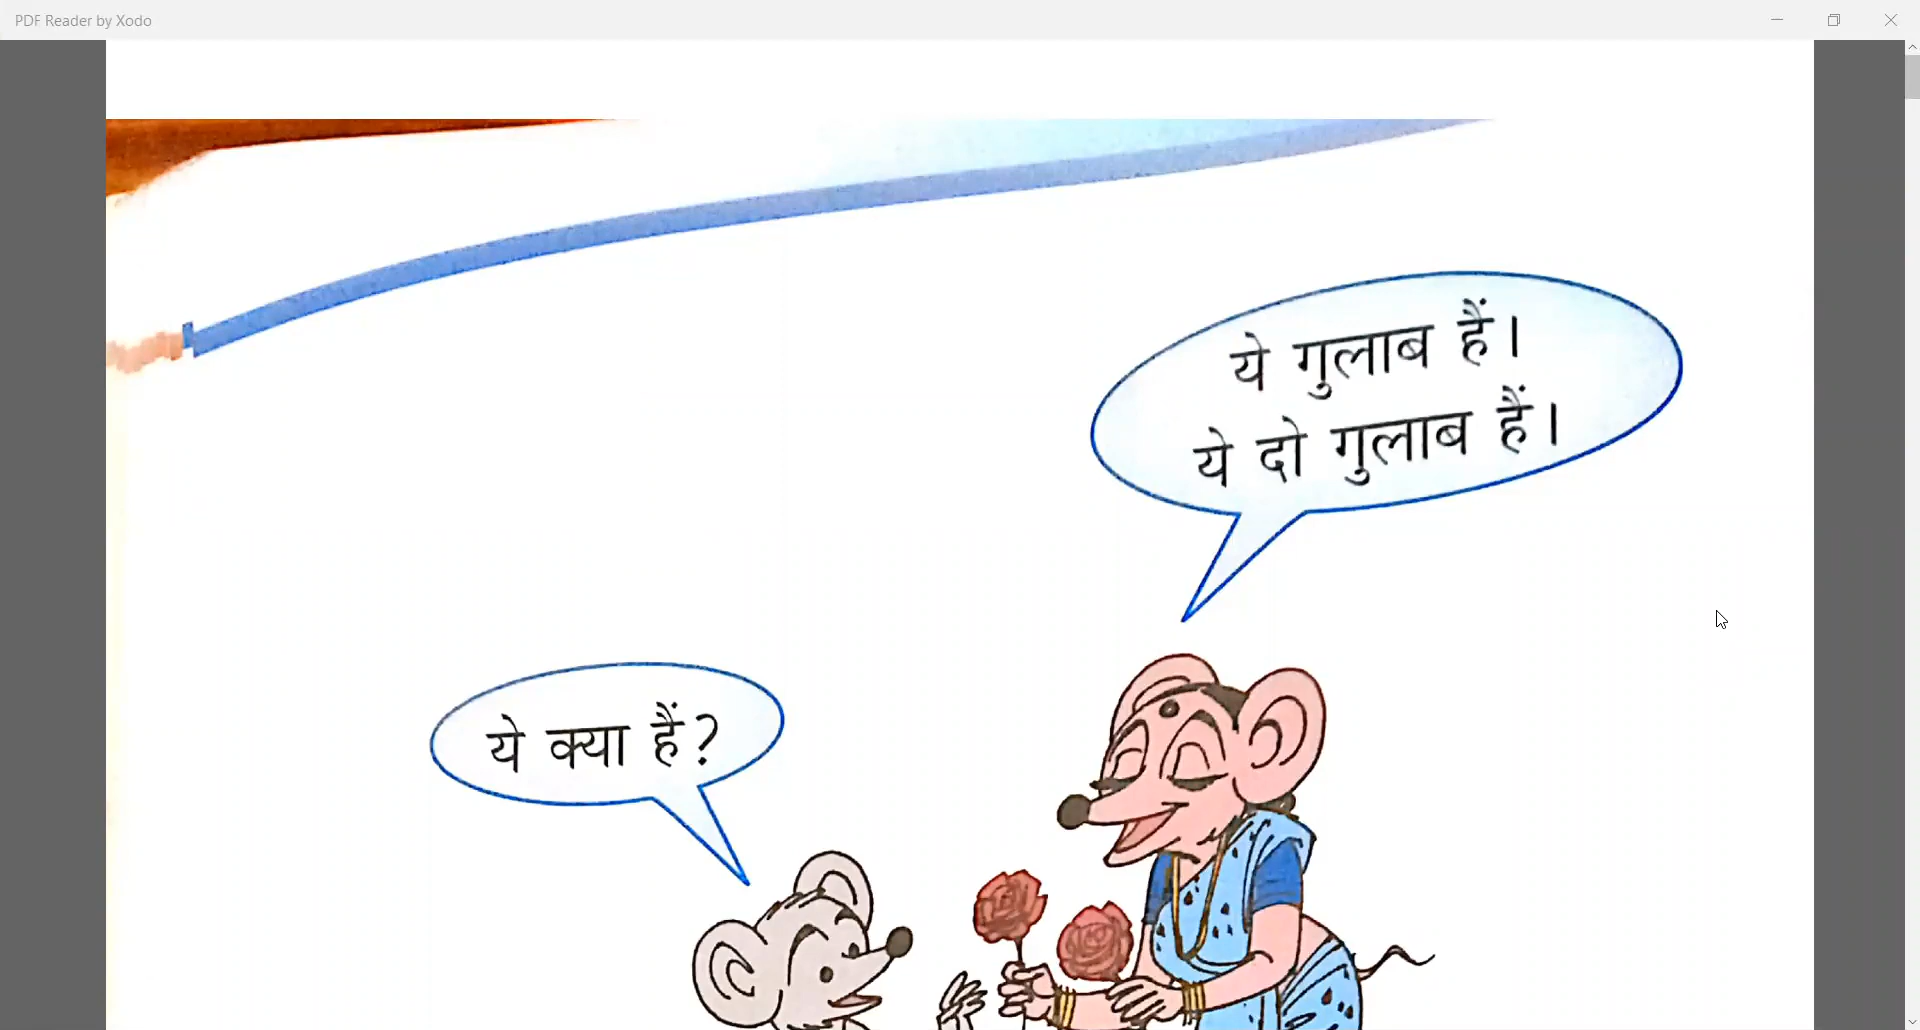 PDF Reader by Xodo
ये गुलाब हैं।
ये दो गुलाब हैं।
ये क्या हैं?